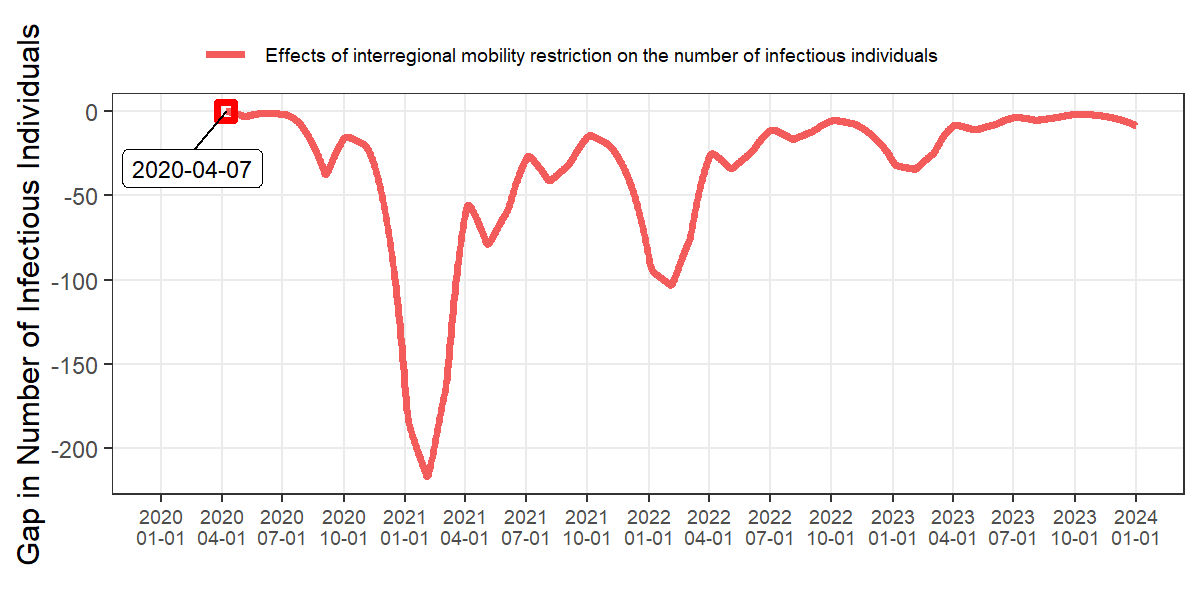 Effects of interregional mobility restriction on the number of infectious individuals
Gap in Number of Infectious Individuals
0
-50
-100
-150
-200
2020-04-07
2020 2020 2020 2020 2021 2021 2021 2021 2022 2022 2022 2022 2023 2023 2023 2023 2024
01-01 04-01 07-01 10-01 01-01 04-01 07-01 10-01 01-01 04-01 07-01 10-01 01-01 04-01 07-01 10-01 01-01